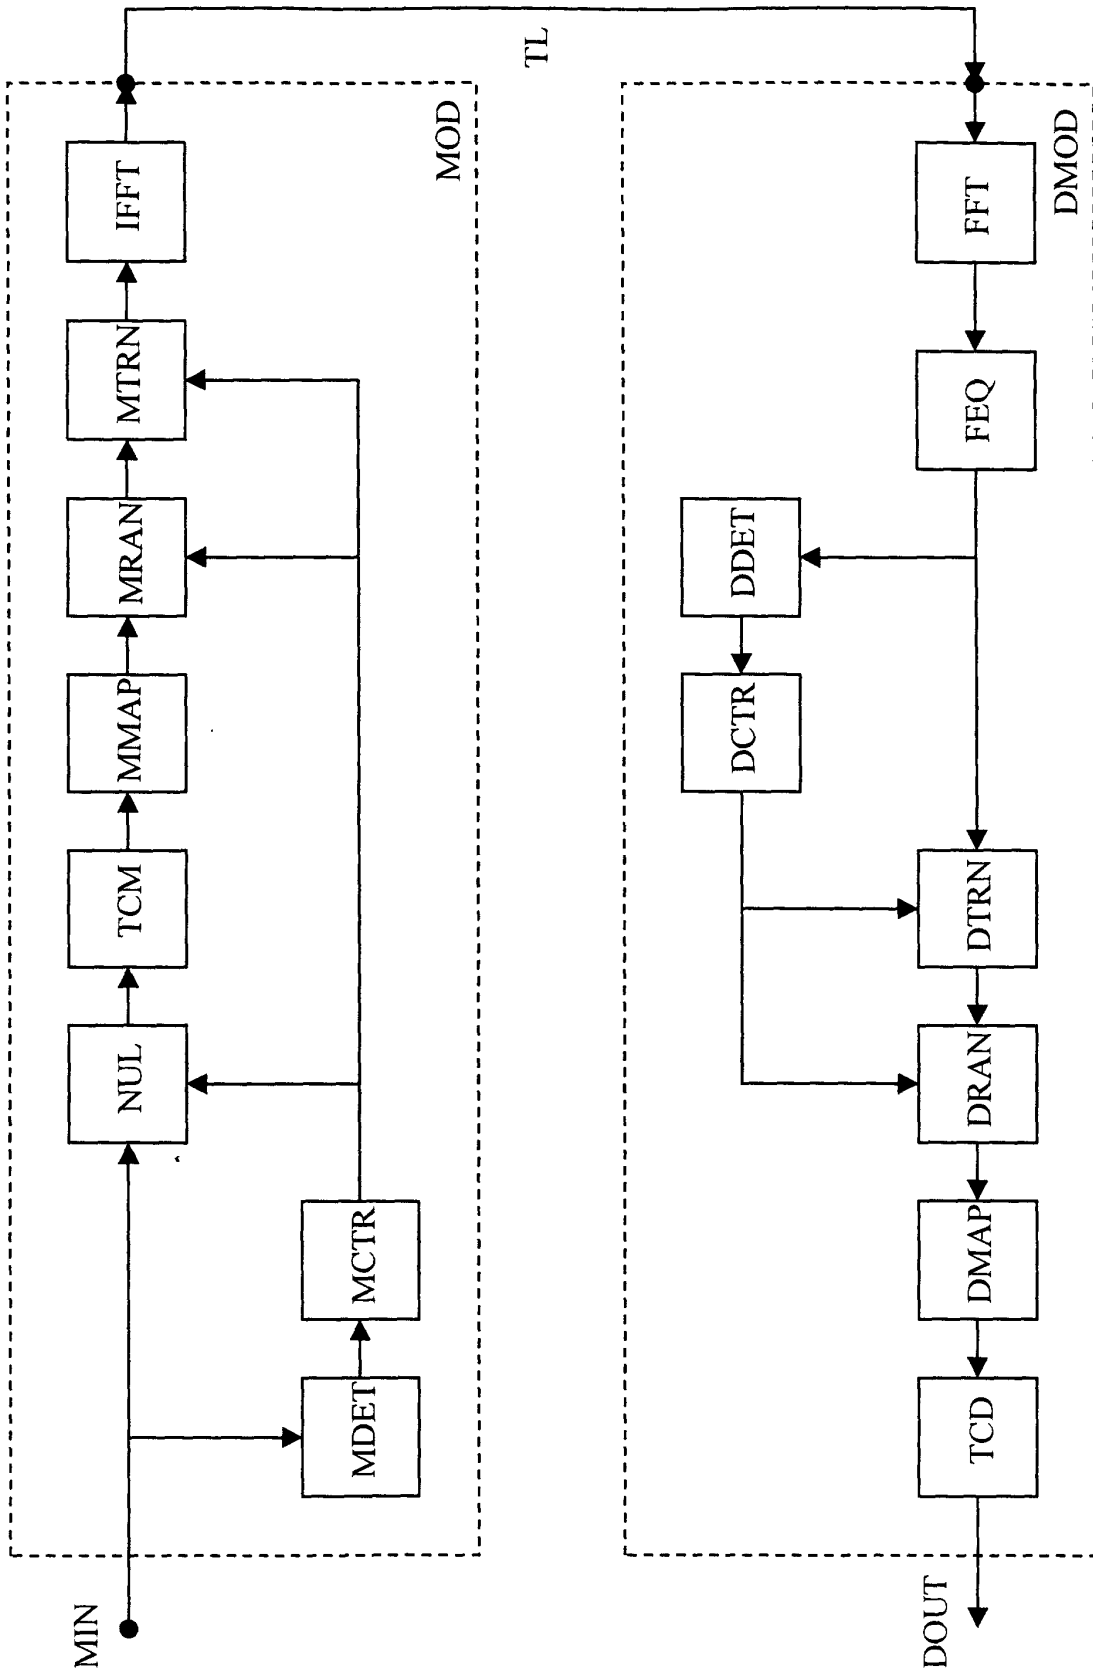 MIN
NUL
TCM
MMAP
MRAN
MTRN
IFFT
MDET
MCTR
MOD
TL
DDET
DCTR
DOUT
TCD
DMAP
DRAN
DTRN
FEQ
FFT
DMOD